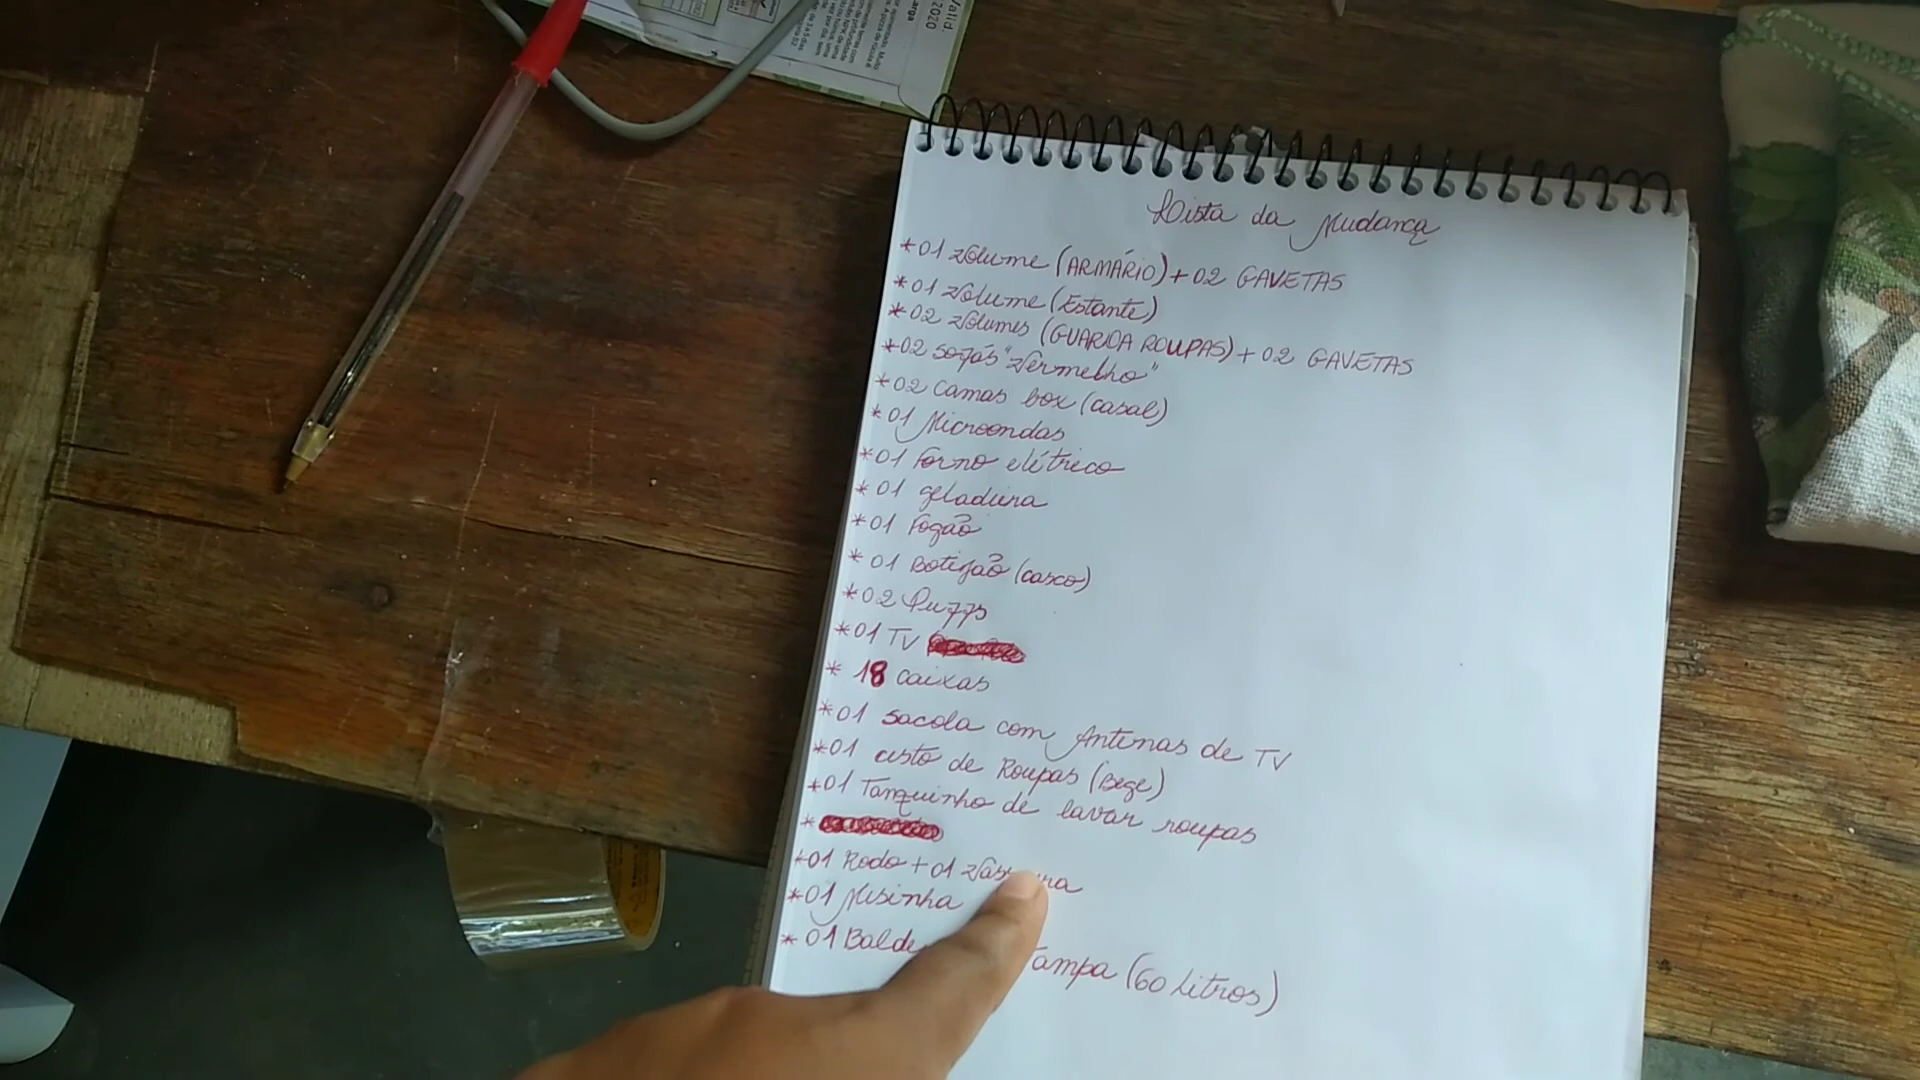 Valid
2020
arga
Lista da Mudança
*01 Volume (ARMÁRIO) + 02 GAVETAS
*01 Volume (Estante)
*02 Volumes (GUARDA ROUPAS) + 02 GAVETAS
*02 sofás "Vermelho"
*02 Camas box (casal)
*01 Microondas
*01 Forno elétrico
*01 geladeira
*01 Fogão
*01 Botijão (casco)
*02 Puffs
*01 TV
*18 caixas
*01 sacola com Antenas de TV
*01 cesto de Roupas (Bege)
*01 Tanquinho de lavar roupas
*
*01 Rodo + 01
*01 Mesinha
*01 Balde Tampa (60 Litros)